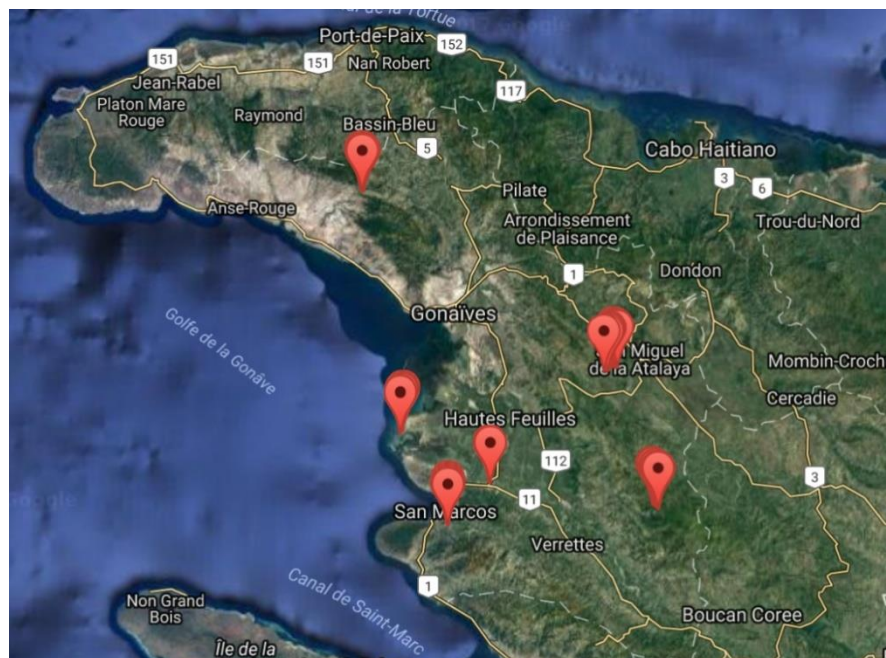 Canal de la Tortue
Port-de-Paix
152
151
151
Nan Robert
Jean-Rabel
117
Platon Mare
Rouge
Raymond
Bassin-Bleu
5
Cabo Haitiano
3
6
Pilate
Anse-Rouge
Arrondissement
de Plaisance
Trou-du-Nord
1
Dondon
Gonaïves
Golfe de la Gonâve
Miguel
de la Atalaya
Mombin-Croch
Cercadie
Hautes Feuilles
112
3
11
San Marcos
Verrettes
Canal de Saint-Marc
1
Non Grand
Bois
Boucan Coree
Île de la